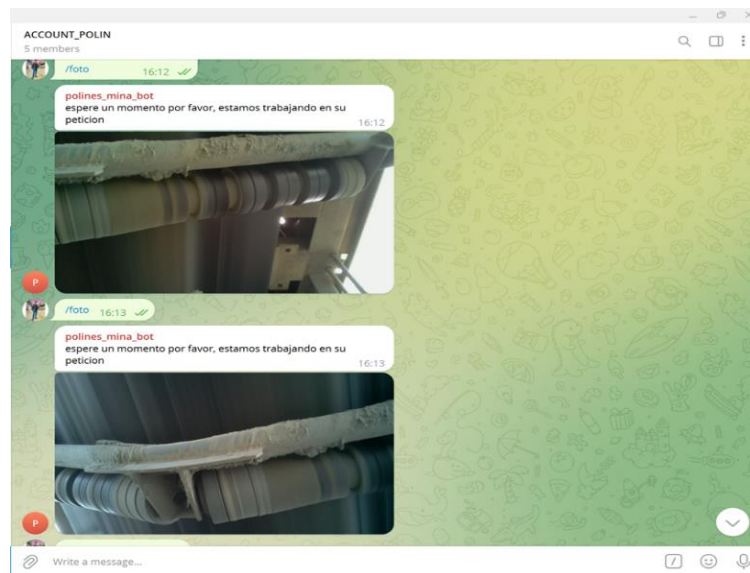 ACCOUNT_POLIN
5 members
/foto 16:12
polines_mina_bot
espere un momento por favor, estamos trabajando en su
peticion
16:12
P
/foto 16:13
polines_mina_bot
espere un momento por favor, estamos trabajando en su
peticion
16:13
P
Write a message...